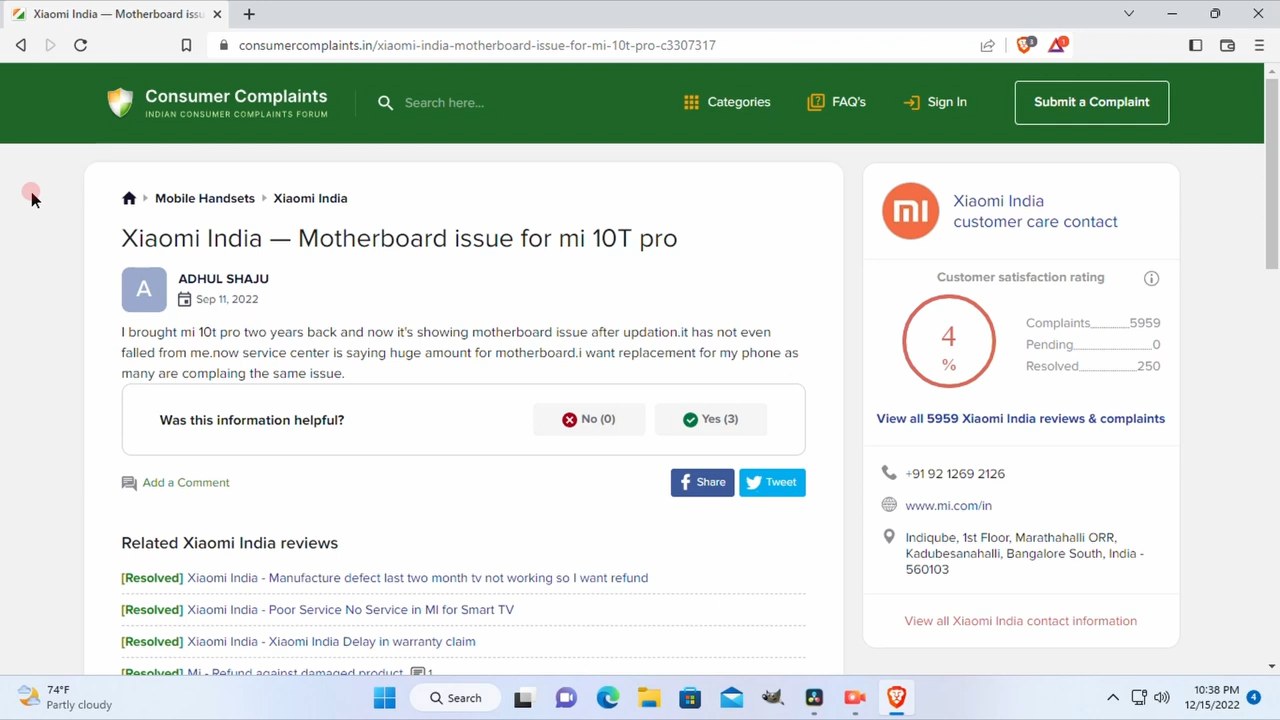 Xiaomi India — Motherboard issu
consumercomplaints.in/xiaomi-india-motherboard-issue-for-mi-10t-pro-c3307317
3
1
Consumer Complaints
INDIAN CONSUMER COMPLAINTS FORUM
Search here...
Categories
FAQ's
Sign In
Submit a Complaint
Mobile Handsets
Xiaomi India
Xiaomi India — Motherboard issue for mi 10T pro
A
ADHUL SHAJU
Sep 11, 2022
I brought mi 10t pro two years back and now it's showing motherboard issue after updation.it has not even
falled from me.now service center is saying huge amount for motherboard.i want replacement for my phone as
many are complaing the same issue.
Was this information helpful?
No (0)
Yes (3)
Add a Comment
Share
Tweet
Related Xiaomi India reviews
[Resolved] Xiaomi India - Manufacture defect last two month tv not working so I want refund
[Resolved] Xiaomi India - Poor Service No Service in MI for Smart TV
[Resolved] Xiaomi India - Xiaomi India Delay in warranty claim
[Resolved] Mi - Refund against damaged product 1
mi
Xiaomi India
customer care contact
Customer satisfaction rating
4
%
Complaints 5959
Pending 0
Resolved 250
View all 5959 Xiaomi India reviews & complaints
+91 92 1269 2126
www.mi.com/in
Indiqube, 1st Floor, Marathahalli ORR,
Kadubesanahalli, Bangalore South, India -
560103
View all Xiaomi India contact information
74°F
Partly cloudy
Search
10:38 PM
12/15/2022
4